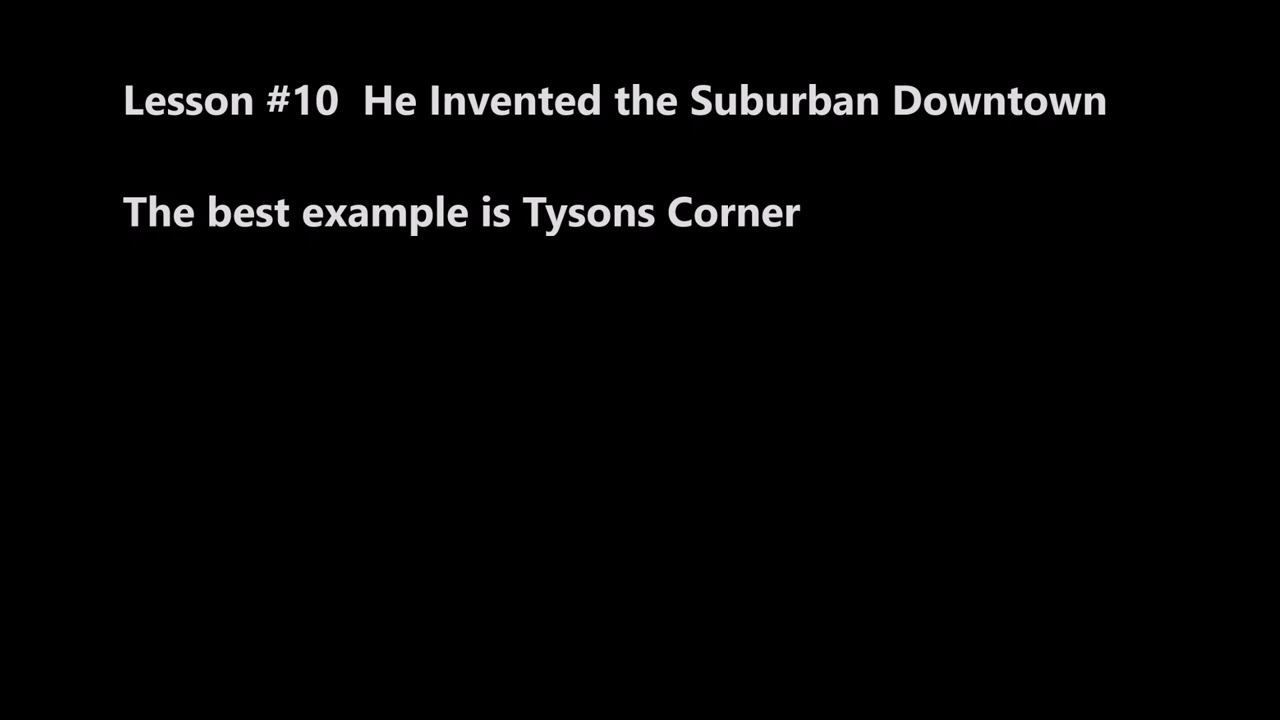 Lesson #10  He Invented the Suburban Downtown
The best example is Tysons Corner